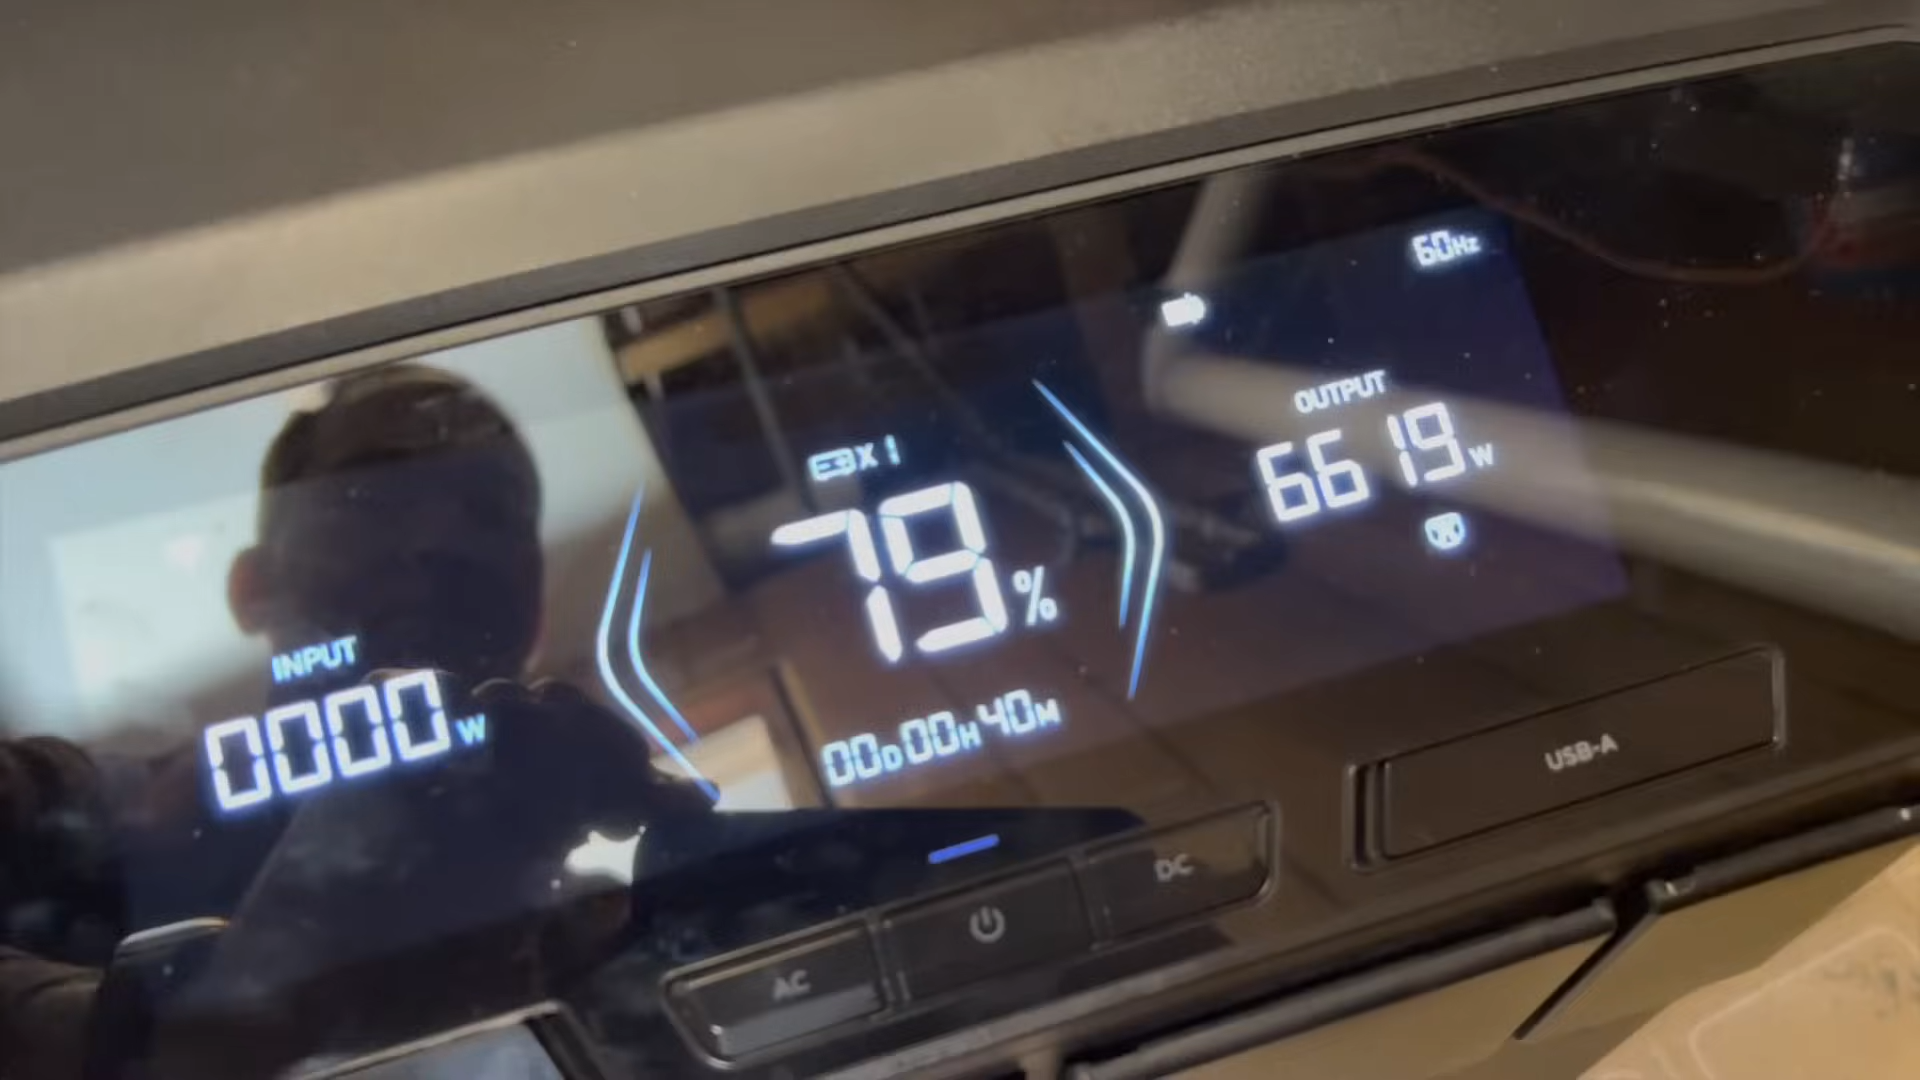 60Hz
X 1
OUTPUT
6619W
79%
INPUT
0000W
00D00H40M
USB-A
DC
AC